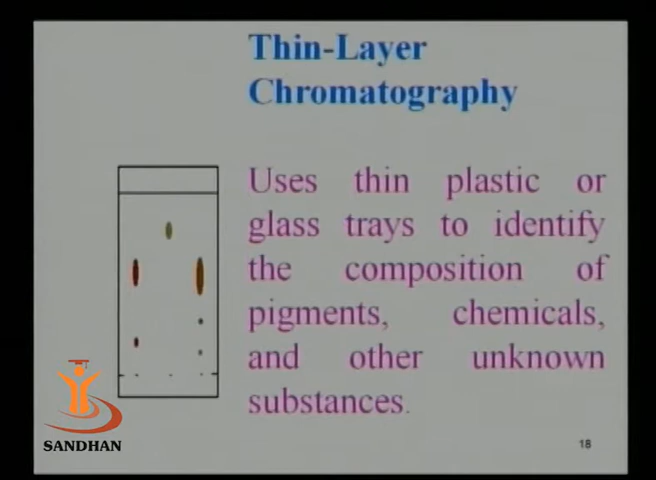 Thin-Layer
Chromatography
Uses thin plastic or
glass trays to identify
the composition of
pigments, chemicals,
and other unknown
substances.
SANDHAN
18